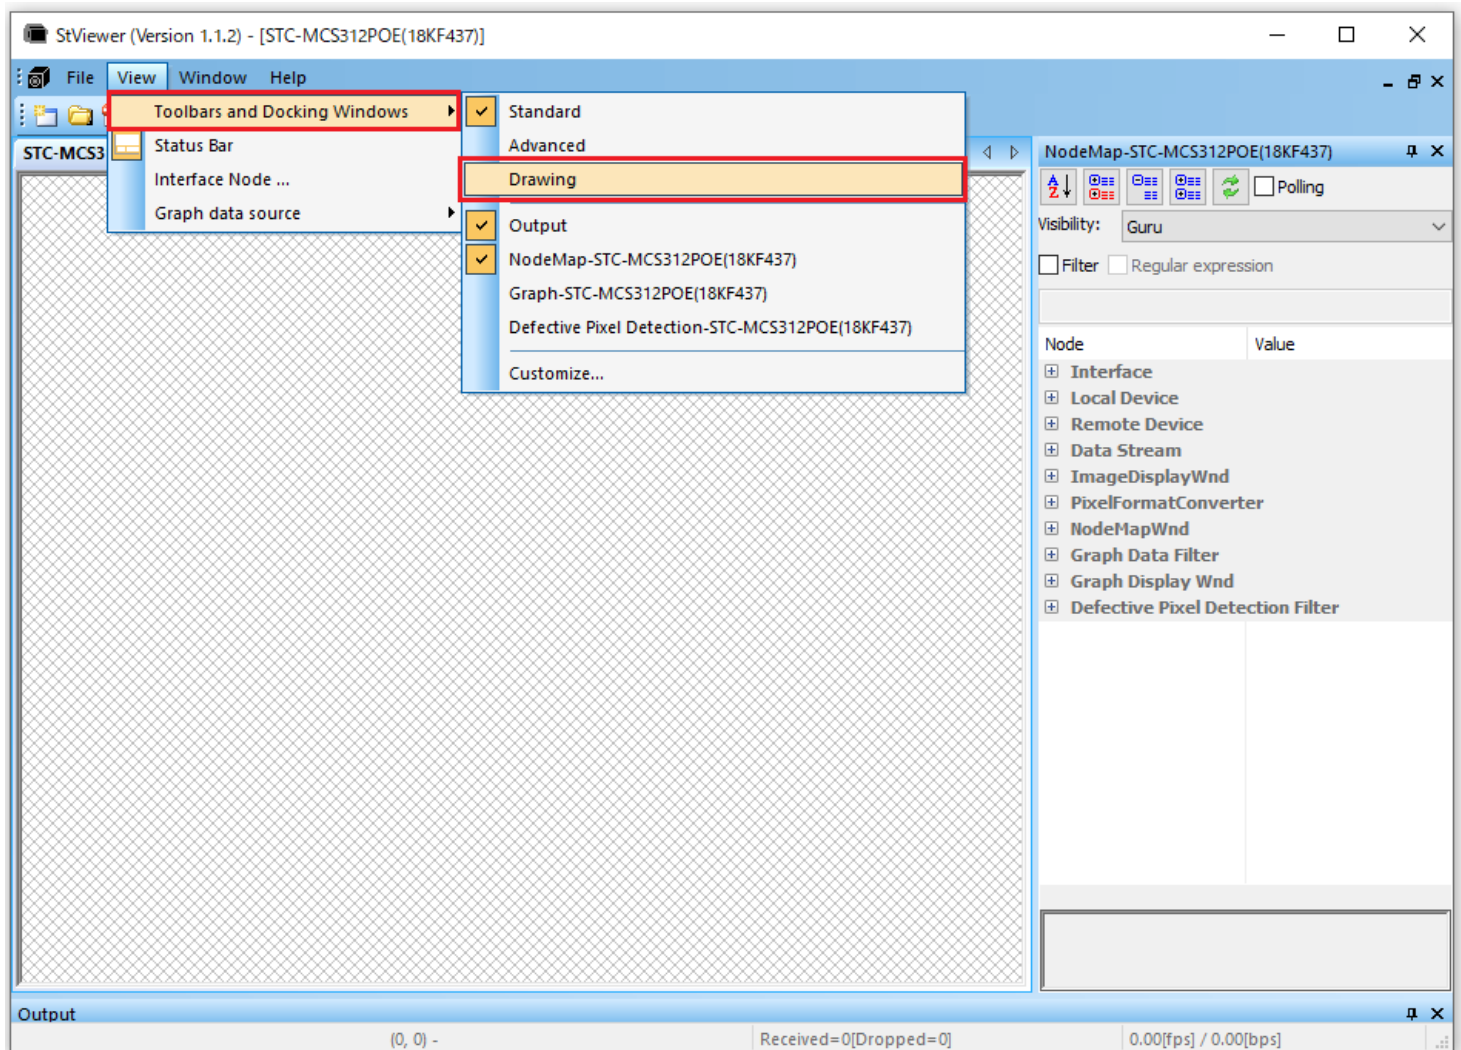 StViewer (Version 1.1.2) - [STC-MCS312POE(18KF437)]
File View Window Help
Toolbars and Docking Windows
Status Bar
Interface Node ...
Graph data source
Standard
Advanced
Drawing
Output
NodeMap-STC-MCS312POE(18KF437)
Graph-STC-MCS312POE(18KF437)
Defective Pixel Detection-STC-MCS312POE(18KF437)
Customize...
STC-MCS3
NodeMap-STC-MCS312POE(18KF437)
Polling
Visibility: Guru
Filter Regular expression
Node Value
Interface
Local Device
Remote Device
Data Stream
ImageDisplayWnd
PixelFormatConverter
NodeMapWnd
Graph Data Filter
Graph Display Wnd
Defective Pixel Detection Filter
Output
(0, 0) - Received=0[Dropped=0] 0.00[fps] / 0.00[bps]